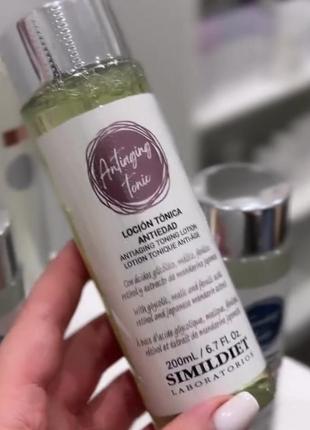 Antiaging
tonic
LOCIÓN TÓNICA
ANTIEDAD
ANTIAGING TONING LOTION
LOTION TONIQUE ANTI-ÂGE
Con ácidos glicólico, málico, ferúlico,
retinol y extracto de mandarina japonesa
With glycolic, malic and ferulic acid,
retinol and Japanese mandarin extract
À base d'acide glycolique, malique, férulique,
rétinol et extrait de mandarine japonaise
200mL / 6.7 Fl. Oz
SIMILDIET
LABORATORIOS